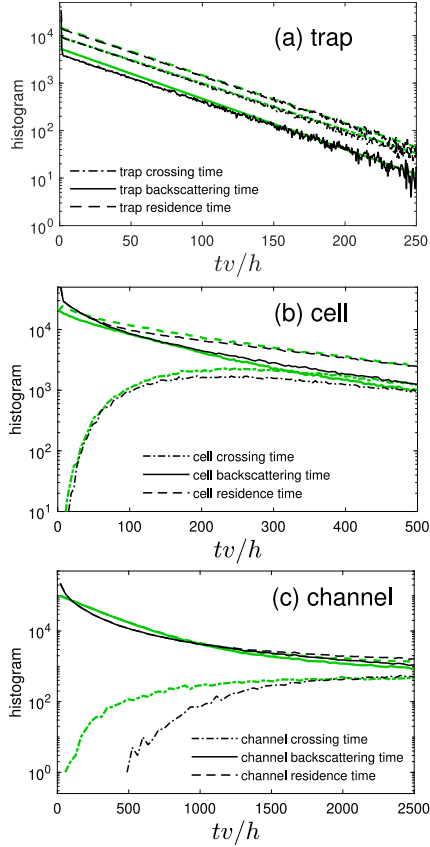 (a) trap
histogram
10^4
10^3
10^2
10^1
10^0
trap crossing time
trap backscattering time
trap residence time
0 50 100 150 200 250
tv/h
(b) cell
histogram
10^4
10^3
10^2
10^1
cell crossing time
cell backscattering time
cell residence time
0 100 200 300 400 500
tv/h
(c) channel
histogram
10^4
10^2
10^0
channel crossing time
channel backscattering time
channel residence time
0 500 1000 1500 2000 2500
tv/h